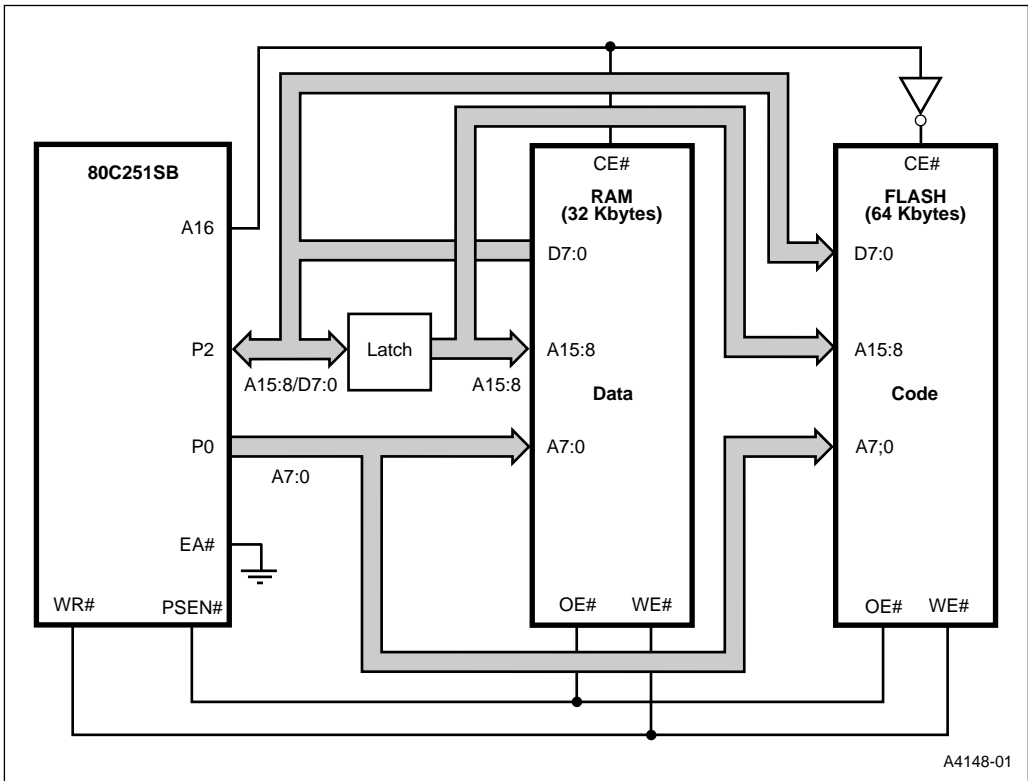 80C251SB
A16
P2
A15:8/D7:0
P0
A7:0
EA#
WR#
PSEN#
Latch
A15:8
CE#
RAM
(32 Kbytes)
D7:0
A15:8
Data
A7:0
OE#
WE#
CE#
FLASH
(64 Kbytes)
D7:0
A15:8
Code
A7;0
OE#
WE#
A4148-01